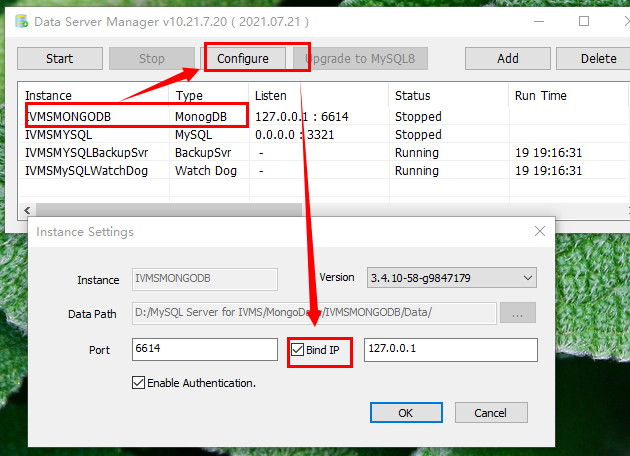 Data Server Manager v10.21.7.20 ( 2021.07.21 )
Start Stop Configure Upgrade to MySQL8 Add Delete
Instance Type Listen Status Run Time
IVMSMONGODB MonogDB 127.0.0.1 : 6614 Stopped
IVMSMYSQL MySQL 0.0.0.0 : 3321 Stopped
IVMSMYSQLBackupSvr BackupSvr - Running 19 19:16:31
IVMSMySQLWatchDog Watch Dog - Running 19 19:16:31
Instance Settings
Instance IVMSMONGODB Version 3.4.10-58-g9847179
Data Path D:/MySQL Server for IVMS/MongoDa /IVMSMONGODB/Data/ ...
Port 6614 Bind IP 127.0.0.1
Enable Authentication.
OK Cancel